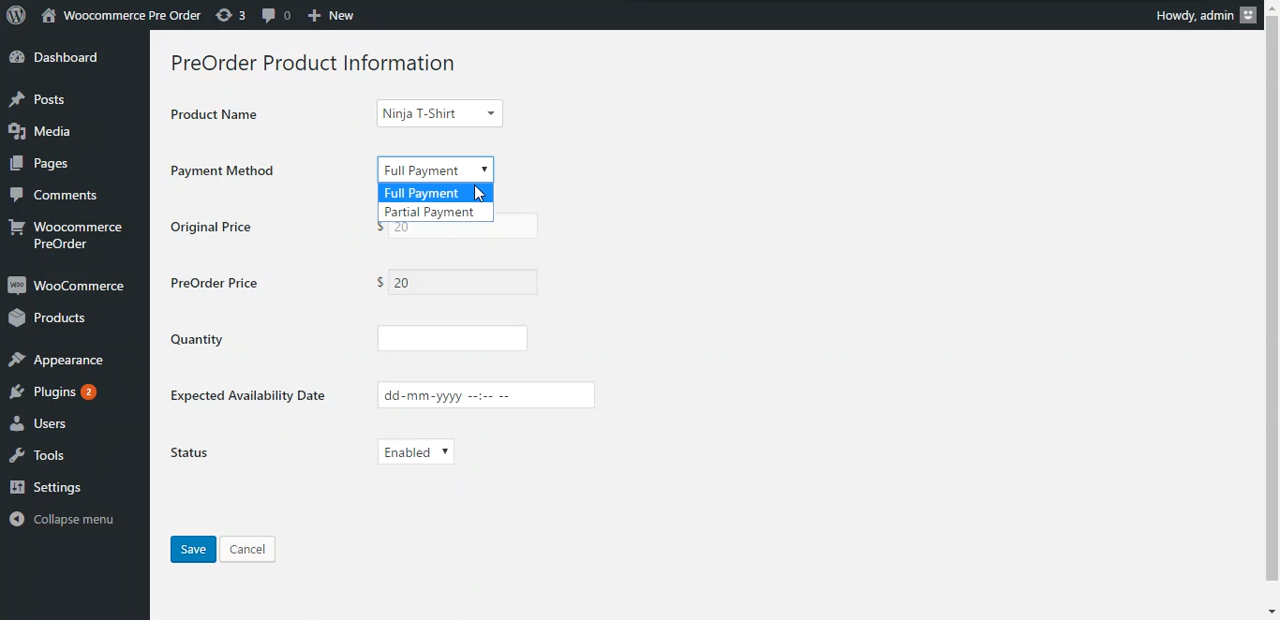 Woocommerce Pre Order 3 0 New Howdy, admin
Dashboard
Posts
Media
Pages
Comments
Woocommerce
PreOrder
WOO WooCommerce
Products
Appearance
Plugins 2
Users
Tools
Settings
Collapse menu
PreOrder Product Information
Product Name Ninja T-Shirt
Payment Method Full Payment
Full Payment
Partial Payment
Original Price $ 20
PreOrder Price $ 20
Quantity
Expected Availability Date dd-mm-yyyy --:-- --
Status Enabled
Save Cancel